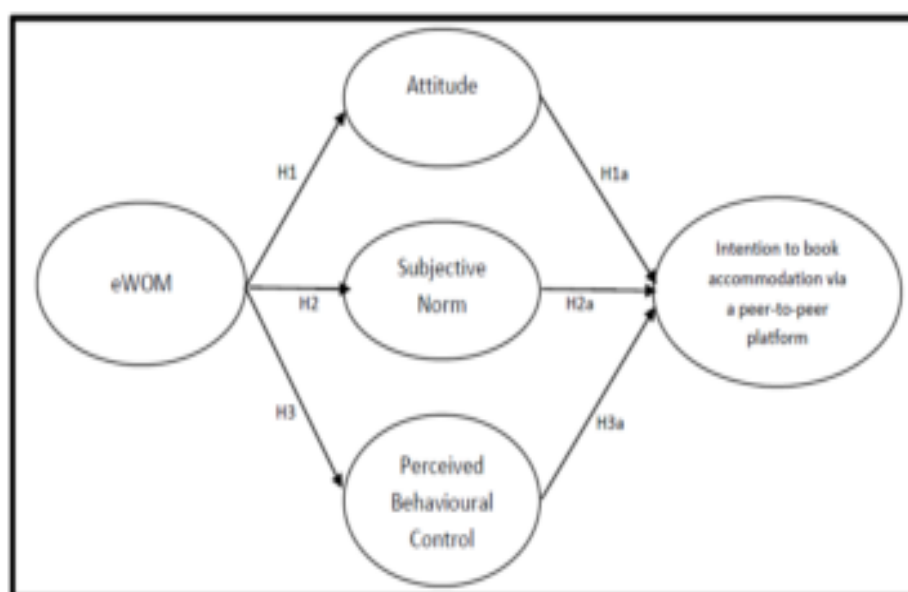 Attitude
H1
H1a
eWOM
H2
Subjective
Norm
H2a
Intention to book
accommodation via
a peer-to-peer
platform
H3
H3a
Perceived
Behavioural
Control